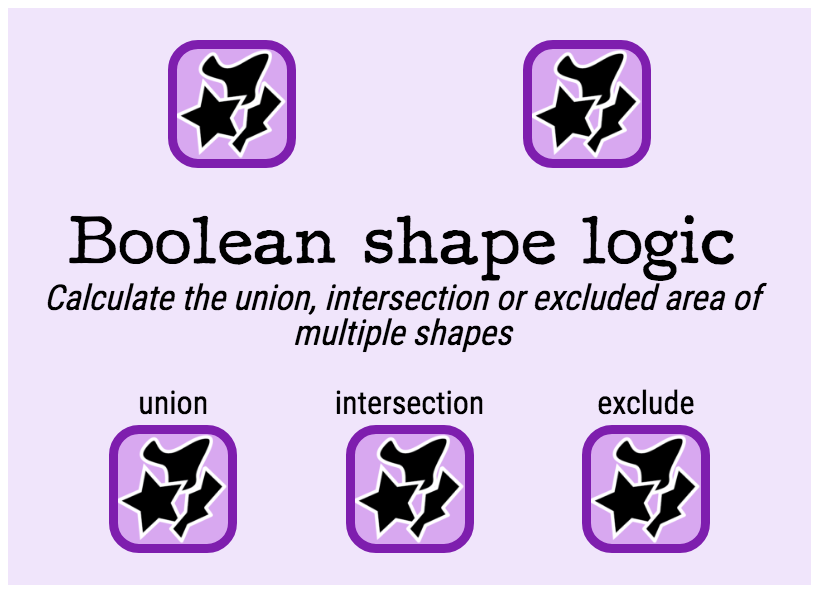 Boolean shape logic
Calculate the union, intersection or excluded area of
multiple shapes
union
intersection
exclude